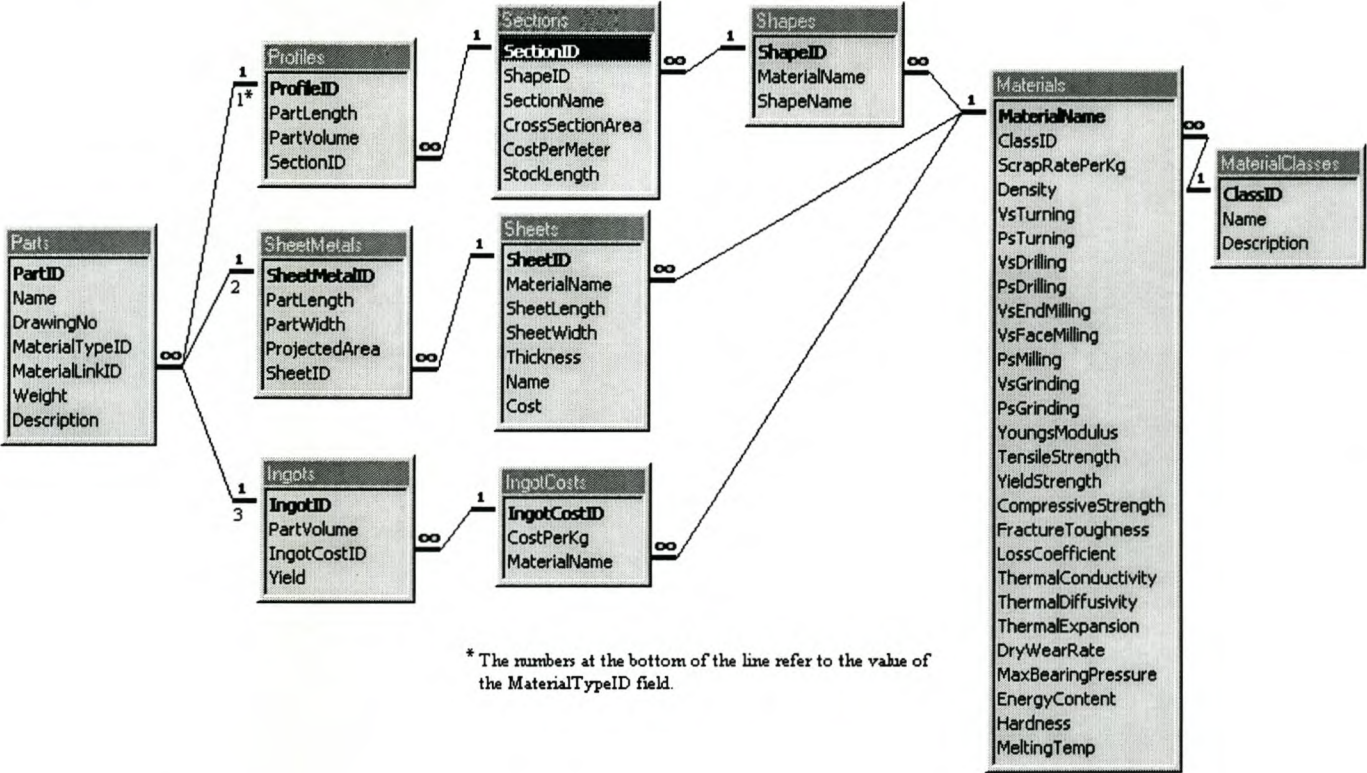 Parts
PartID
Name
DrawingNo
MaterialTypeID
MaterialLinkID
Weight
Description
∞
1
1*
Profiles
ProfileID
PartLength
PartVolume
SectionID
∞
1
2
SheetMetals
SheetMetalID
PartLength
PartWidth
ProjectedArea
SheetID
∞
1
3
Ingots
IngotID
PartVolume
IngotCostID
Yield
∞
1
Sections
SectionID
ShapeID
SectionName
CrossSectionArea
CostPerMeter
StockLength
∞
1
Sheets
SheetID
MaterialName
SheetLength
SheetWidth
Thickness
Name
Cost
∞
1
IngotCosts
IngotCostID
CostPerKg
MaterialName
∞
1
Shapes
ShapeID
MaterialName
ShapeName
∞
1
Materials
MaterialName
ClassID
ScrapRatePerKg
Density
VsTurning
PsTurning
VsDrilling
PsDrilling
VsEndMilling
VsFaceMilling
PsMilling
VsGrinding
PsGrinding
YoungsModulus
TensileStrength
YieldStrength
CompressiveStrength
FractureToughness
LossCoefficient
ThermalConductivity
ThermalDiffusivity
ThermalExpansion
DryWearRate
MaxBearingPressure
EnergyContent
Hardness
MeltingTemp
∞
1
MaterialClasses
ClassID
Name
Description
* The numbers at the bottom of the line refer to the value of
the MaterialTypeID field.